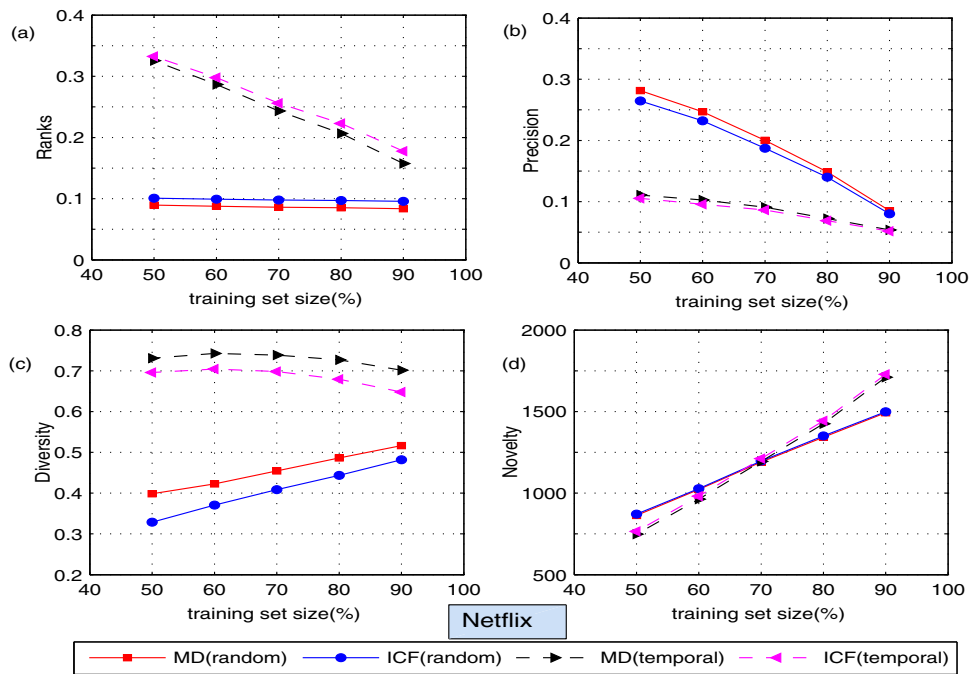 (a)
Ranks
0.4
0.3
0.2
0.1
0
40 50 60 70 80 90 100
training set size(%)
(b)
Precision
0.4
0.3
0.2
0.1
0
40 50 60 70 80 90 100
training set size(%)
(c)
Diversity
0.8
0.7
0.6
0.5
0.4
0.3
0.2
40 50 60 70 80 90 100
training set size(%)
(d)
Novelty
2000
1500
1000
500
40 50 60 70 80 90 100
training set size(%)
Netflix
MD(random) ICF(random) MD(temporal) ICF(temporal)